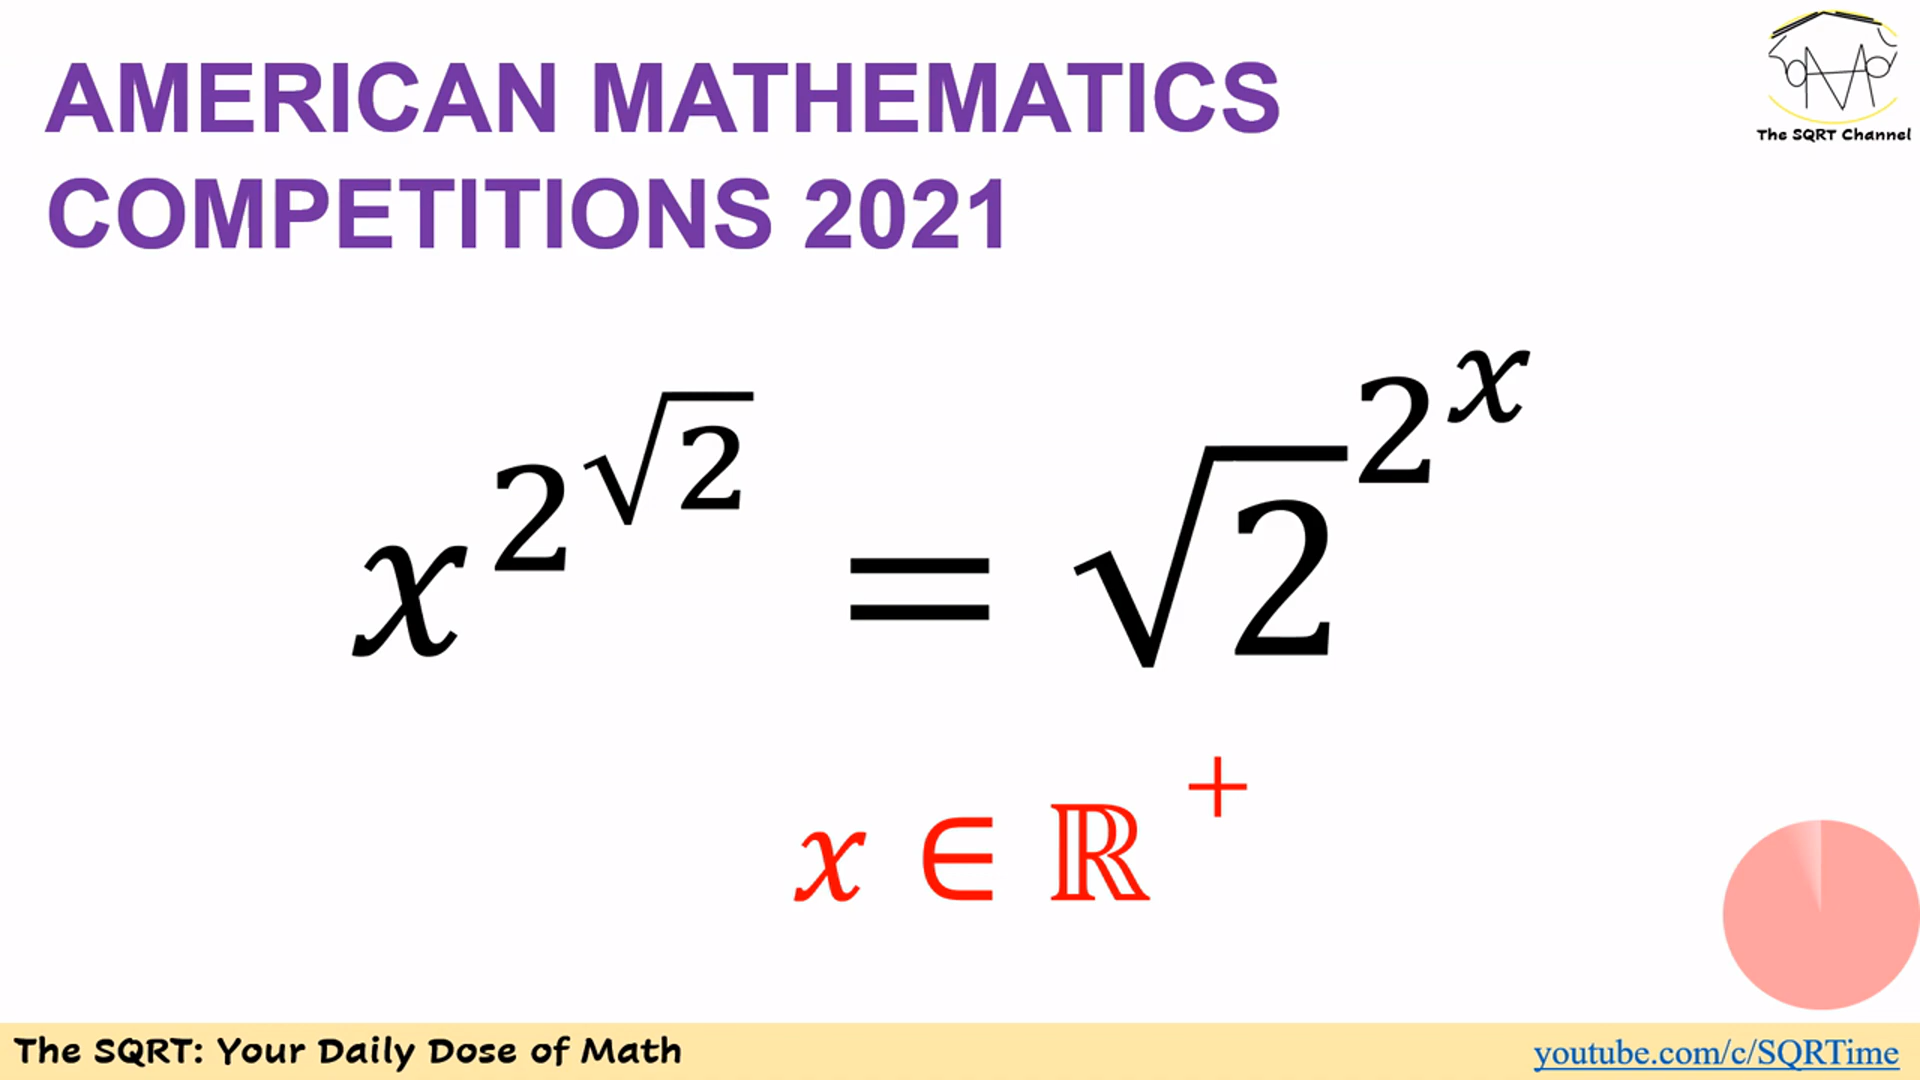 AMERICAN MATHEMATICS
COMPETITIONS 2021
The SQRT Channel
x^{2^{√2}} = √2^{2^x}
x ∈ ℝ⁺
The SQRT: Your Daily Dose of Math
youtube.com/c/SQRTime